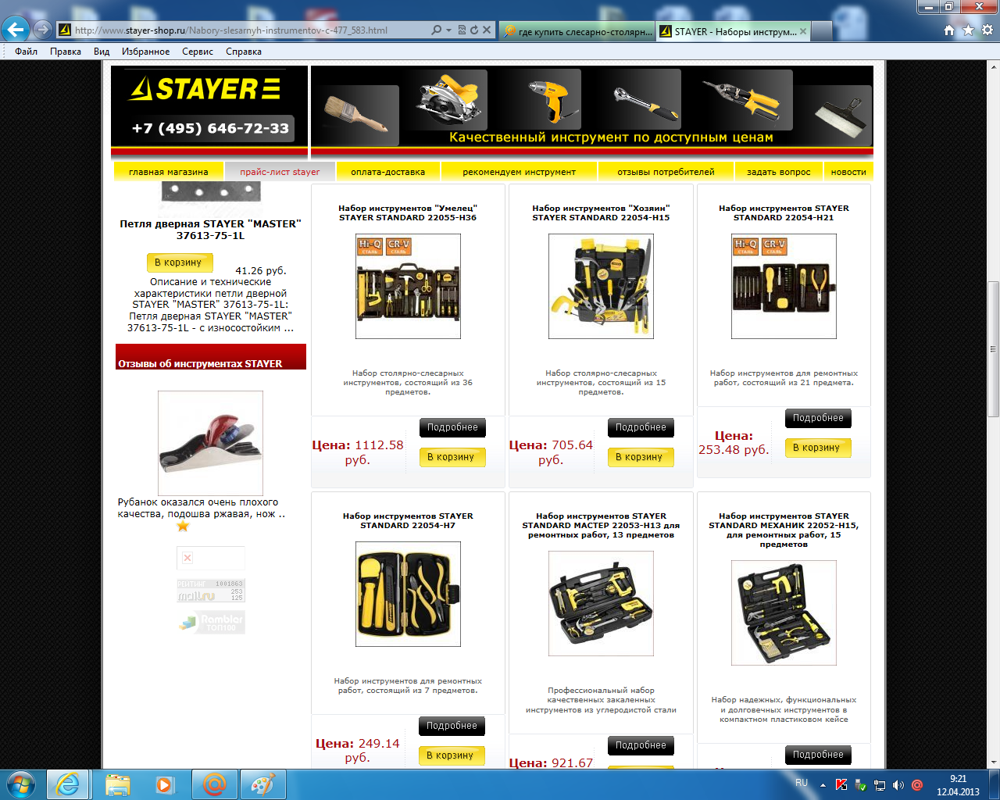 http://www.stayer-shop.ru/Nabory-slesarnyh-instrumentov-c-477_583.html
где купить слесарно-столярн...
STAYER - Наборы инструм...
Файл Правка Вид Избранное Сервис Справка
STAYER
+7 (495) 646-72-33
Качественный инструмент по доступным ценам
главная магазина
прайс-лист stayer
оплата-доставка
рекомендуем инструмент
отзывы потребителей
задать вопрос
новости
Петля дверная STAYER "MASTER"
37613-75-1L
В корзину
41.26 руб.
Описание и технические
характеристики петли дверной
STAYER "MASTER" 37613-75-1L:
Петля дверная STAYER "MASTER"
37613-75-1L - с износостойким ...
Отзывы об инструментах STAYER
Рубанок оказался очень плохого
качества, подошва ржавая, нож ..
РЕЙТИНГ 1001863
mail.ru 253
125
Rambler
ТОП100
Набор инструментов "Умелец"
STAYER STANDARD 22055-H36
Hi-Q
СТАЛЬ
CR-V
СТАЛЬ
Набор столярно-слесарных
инструментов, состоящий из 36
предметов.
Цена: 1112.58
руб.
Подробнее
В корзину
Набор инструментов "Хозяин"
STAYER STANDARD 22054-H15
Набор столярно-слесарных
инструментов, состоящий из 15
предметов.
Цена: 705.64
руб.
Подробнее
В корзину
Набор инструментов STAYER
STANDARD 22054-H21
Hi-Q
СТАЛЬ
CR-V
СТАЛЬ
Набор инструментов для ремонтных
работ, состоящий из 21 предмета.
Цена:
253.48 руб.
Подробнее
В корзину
Набор инструментов STAYER
STANDARD 22054-H7
Набор инструментов для ремонтных
работ, состоящий из 7 предметов.
Цена: 249.14
руб.
Подробнее
В корзину
Набор инструментов STAYER
STANDARD МАСТЕР 22053-H13 для
ремонтных работ, 13 предметов
Профессиональный набор
качественных закаленных
инструментов из углеродистой стали
Цена: 921.67
Подробнее
Набор инструментов STAYER
STANDARD МЕХАНИК 22052-H15,
для ремонтных работ, 15
предметов
Набор надежных, функциональных
и долговечных инструментов в
компактном пластиковом кейсе
Подробнее
RU
9:21
12.04.2013